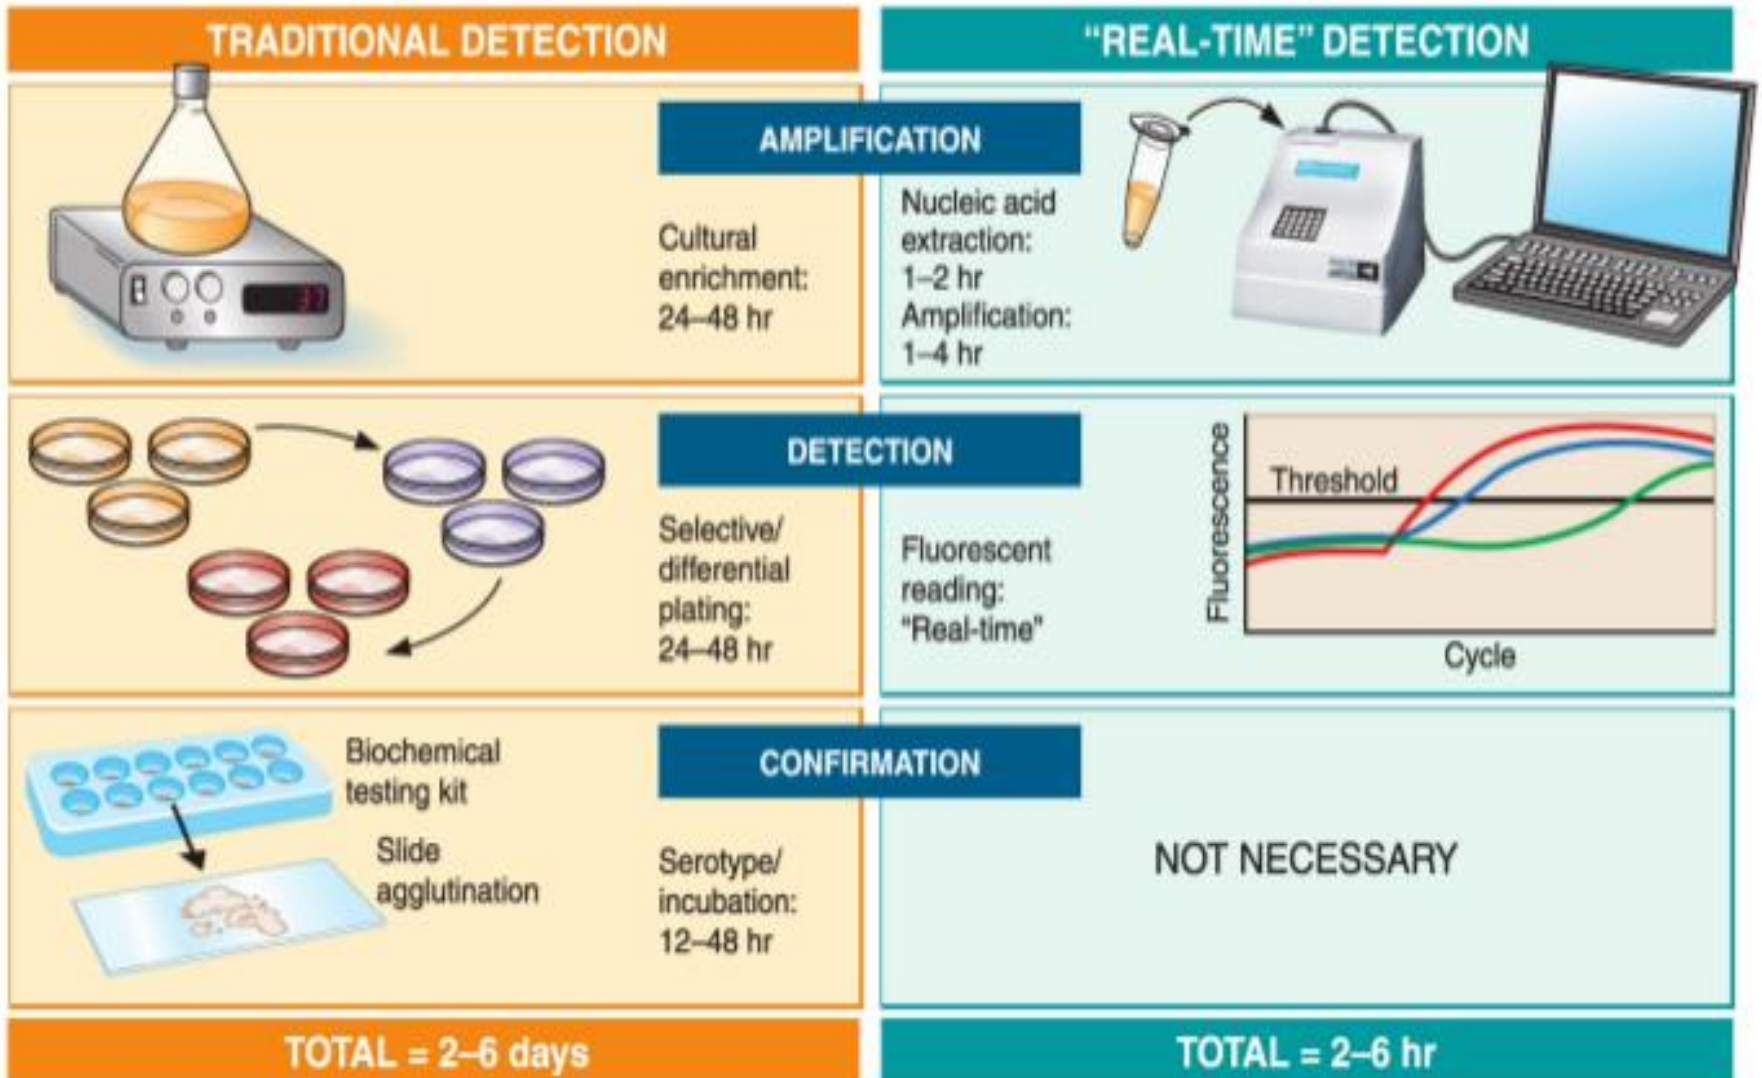 TRADITIONAL DETECTION
"REAL-TIME" DETECTION
AMPLIFICATION
37
Cultural
enrichment:
24–48 hr
Nucleic acid
extraction:
1–2 hr
Amplification:
1–4 hr
DETECTION
Selective/
differential
plating:
24–48 hr
Fluorescent
reading:
"Real-time"
Fluorescence
Threshold
Cycle
CONFIRMATION
Biochemical
testing kit
Slide
agglutination
Serotype/
incubation:
12–48 hr
NOT NECESSARY
TOTAL = 2–6 days
TOTAL = 2–6 hr